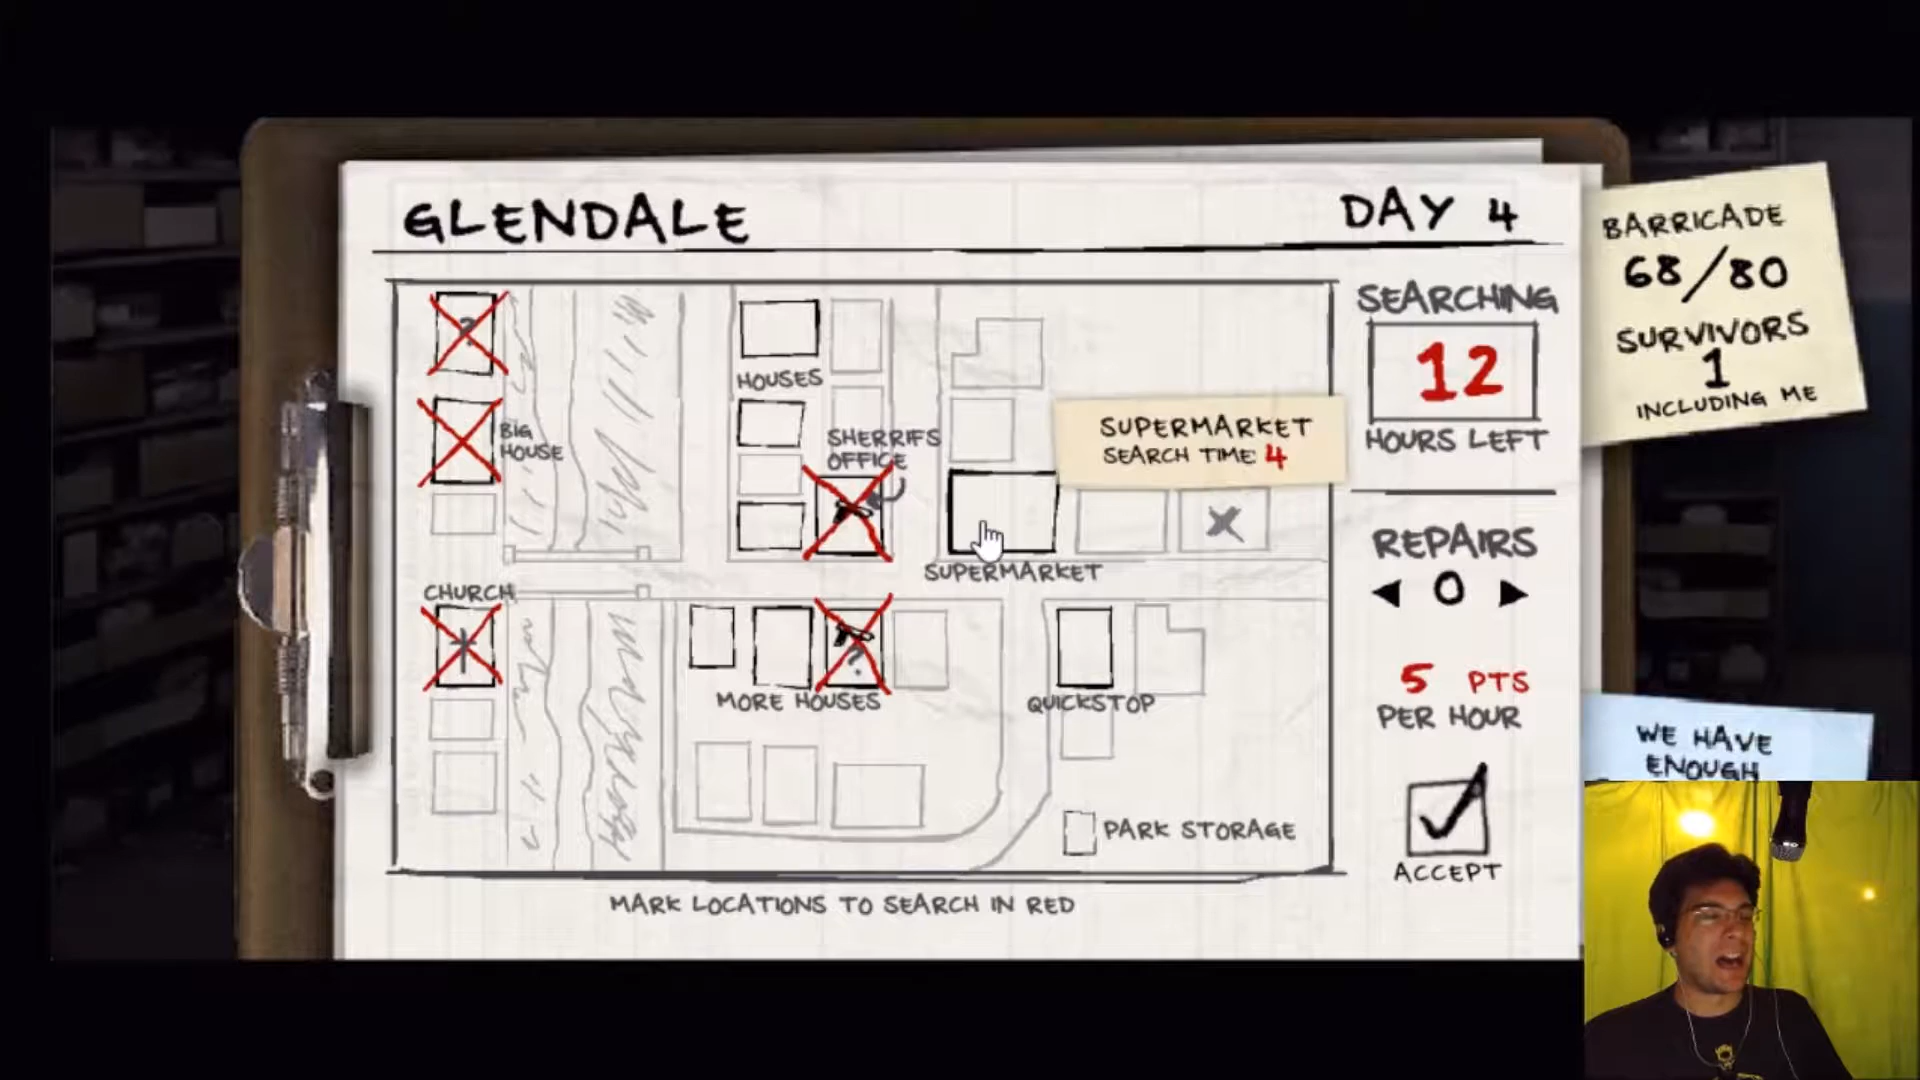 GLENDALE
DAY 4
BARRICADE
68/80
SURVIVORS
1
INCLUDING ME
SEARCHING
12
HOURS LEFT
?
HOUSES
BIG
HOUSE
SHERRIFS
OFFICE
SUPERMARKET
SEARCH TIME 4
X
SUPERMARKET
REPAIRS
0
CHURCH
?
MORE HOUSES
QUICKSTOP
5 PTS
PER HOUR
WE HAVE
ENOUGH
PARK STORAGE
ACCEPT
MARK LOCATIONS TO SEARCH IN RED